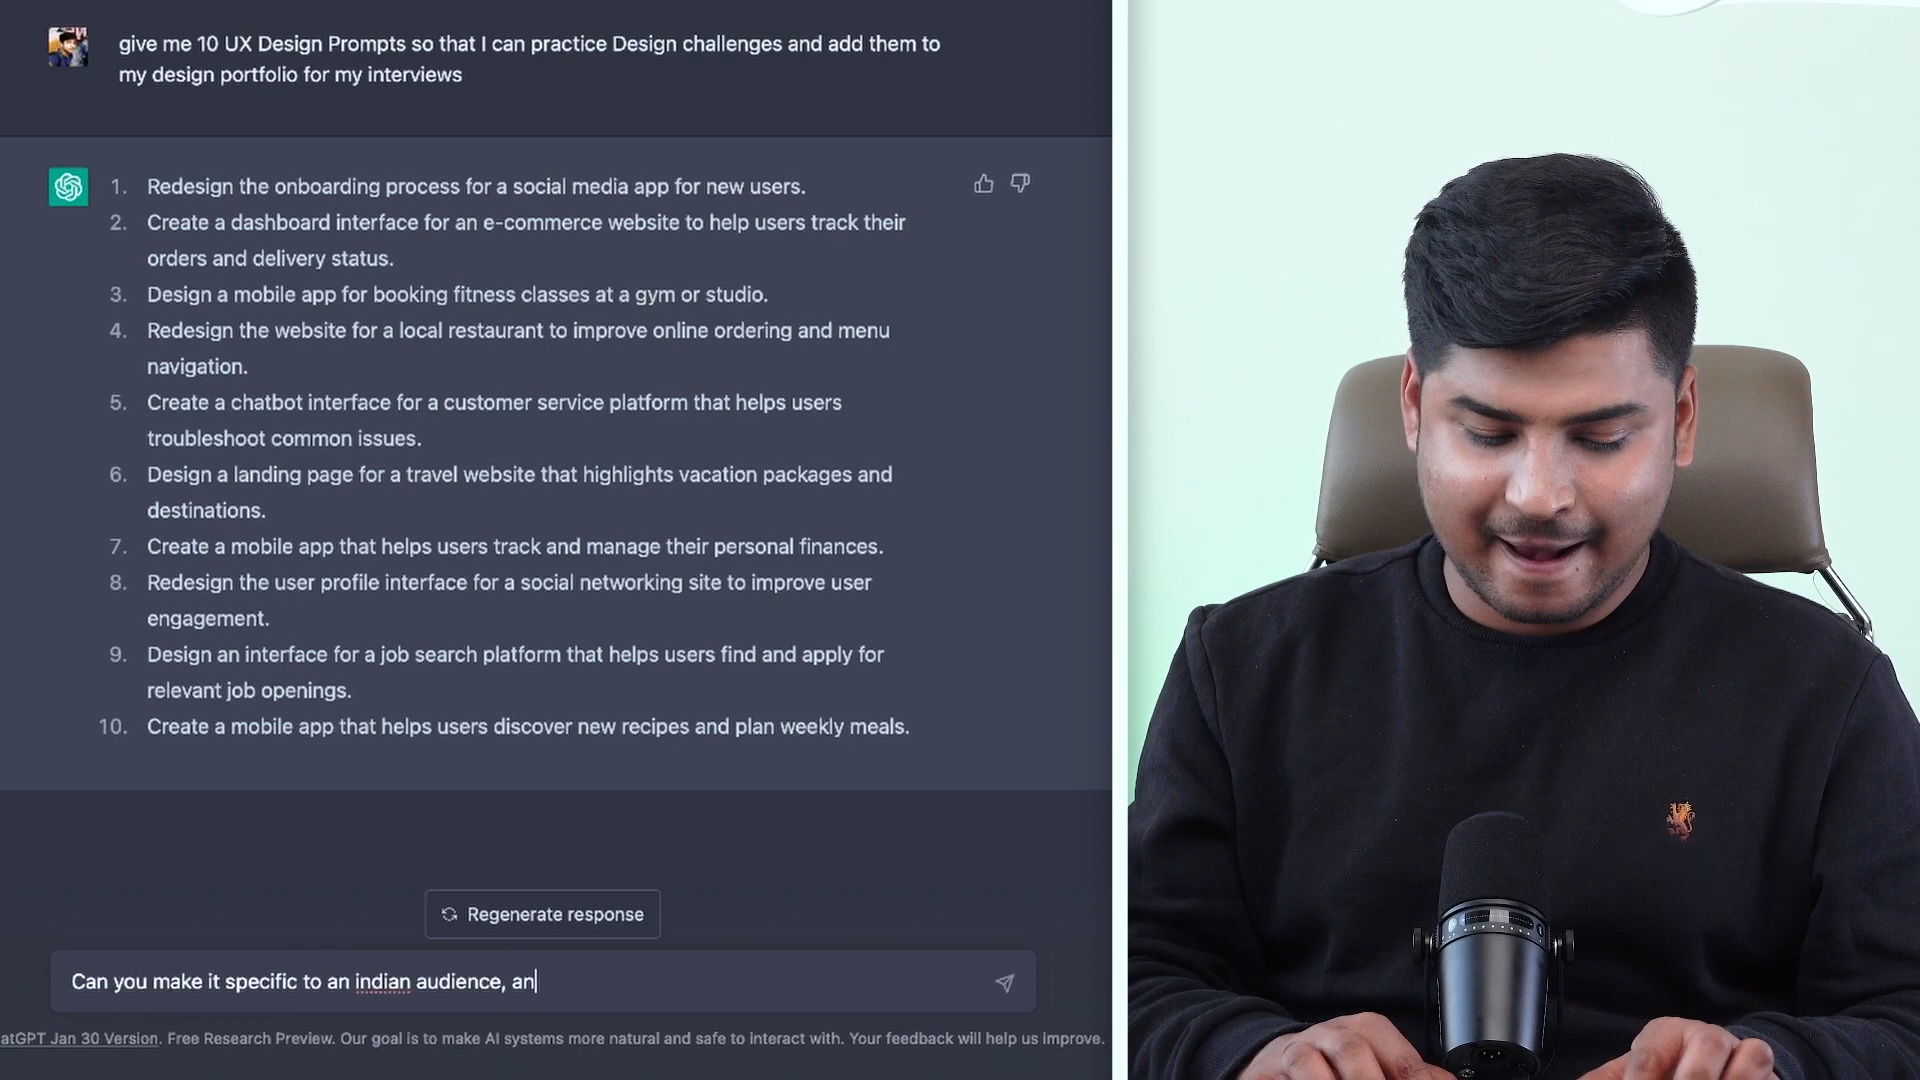 give me 10 UX Design Prompts so that I can practice Design challenges and add them to
my design portfolio for my interviews
1. Redesign the onboarding process for a social media app for new users.
2. Create a dashboard interface for an e-commerce website to help users track their
orders and delivery status.
3. Design a mobile app for booking fitness classes at a gym or studio.
4. Redesign the website for a local restaurant to improve online ordering and menu
navigation.
5. Create a chatbot interface for a customer service platform that helps users
troubleshoot common issues.
6. Design a landing page for a travel website that highlights vacation packages and
destinations.
7. Create a mobile app that helps users track and manage their personal finances.
8. Redesign the user profile interface for a social networking site to improve user
engagement.
9. Design an interface for a job search platform that helps users find and apply for
relevant job openings.
10. Create a mobile app that helps users discover new recipes and plan weekly meals.
Regenerate response
Can you make it specific to an indian audience, an
atGPT Jan 30 Version. Free Research Preview. Our goal is to make AI systems more natural and safe to interact with. Your feedback will help us improve.